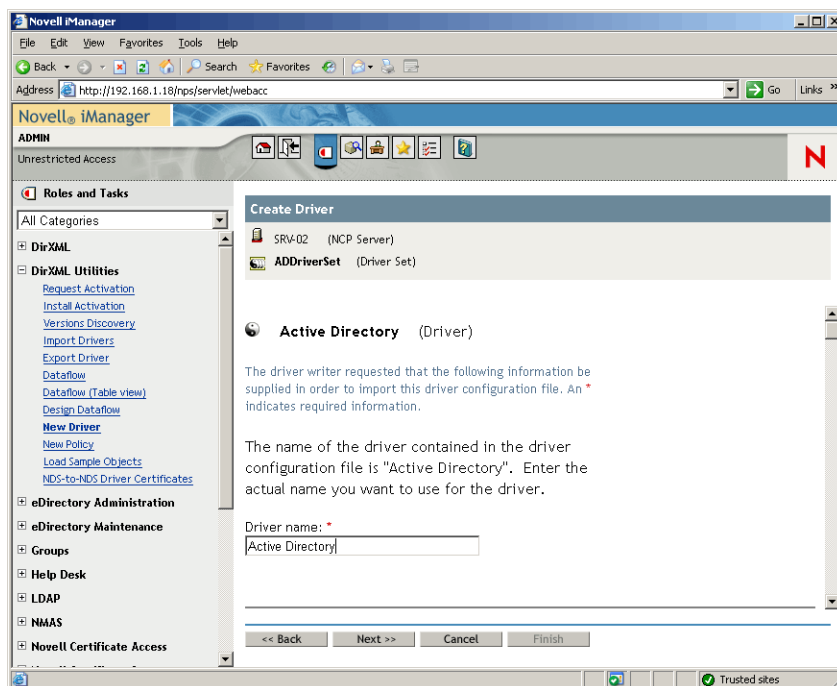 Novell iManager
File Edit View Favorites Tools Help
Back Search Favorites
Address http://192.168.1.18/nps/servlet/webacc Go Links »
Novell® iManager
ADMIN
Unrestricted Access
N
Roles and Tasks
All Categories
DirXML
DirXML Utilities
Request Activation
Install Activation
Versions Discovery
Import Drivers
Export Driver
Dataflow
Dataflow (Table view)
Design Dataflow
New Driver
New Policy
Load Sample Objects
NDS-to-NDS Driver Certificates
eDirectory Administration
eDirectory Maintenance
Groups
Help Desk
LDAP
NMAS
Novell Certificate Access
Create Driver
SRV-02 (NCP Server)
ADDriverSet (Driver Set)
Active Directory (Driver)
The driver writer requested that the following information be
supplied in order to import this driver configuration file. An *
indicates required information.
The name of the driver contained in the driver
configuration file is "Active Directory". Enter the
actual name you want to use for the driver.
Driver name: *
Active Directory
<< Back Next >> Cancel Finish
Trusted sites